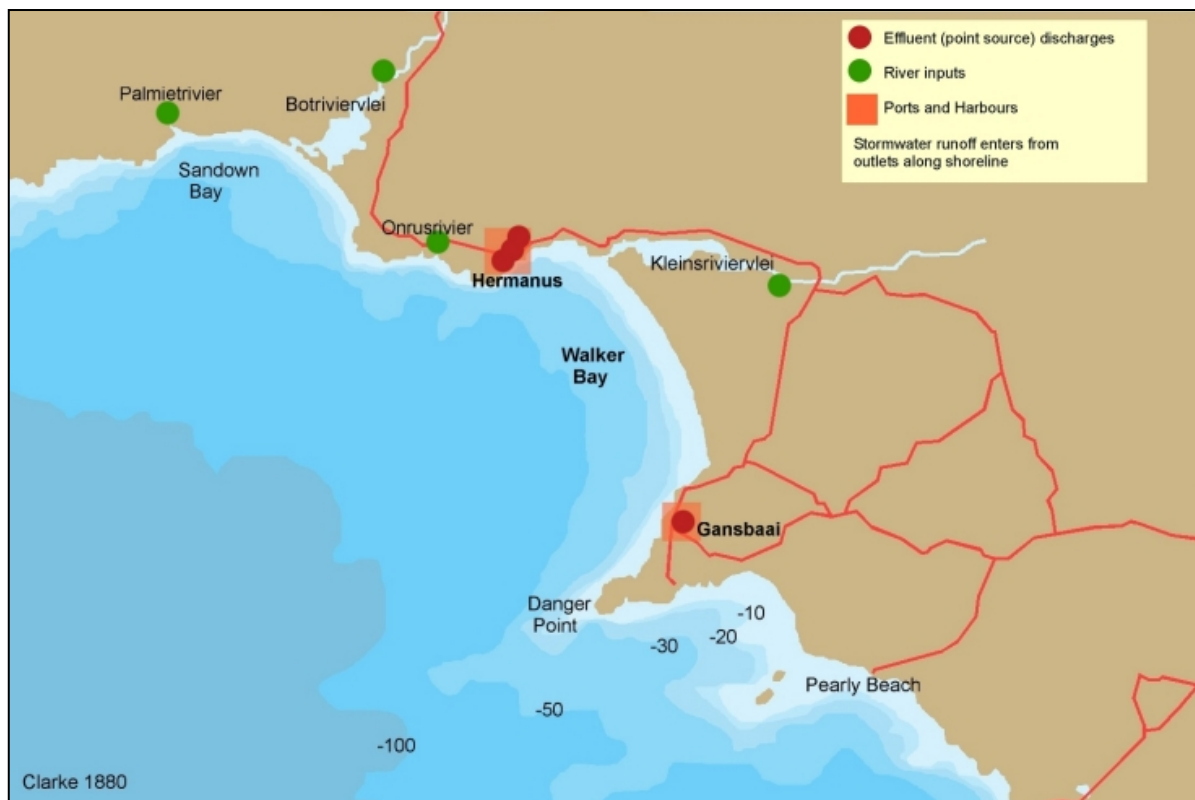 Effluent (point source) discharges
River inputs
Ports and Harbours
Stormwater runoff enters from
outlets along shoreline
Palmietrivier
Botriviervlei
Sandown
Bay
Onrusrivier
Hermanus
Kleinsriviervlei
Walker
Bay
Gansbaai
Danger
Point
-10
-20
-30
Pearly Beach
-50
-100
Clarke 1880